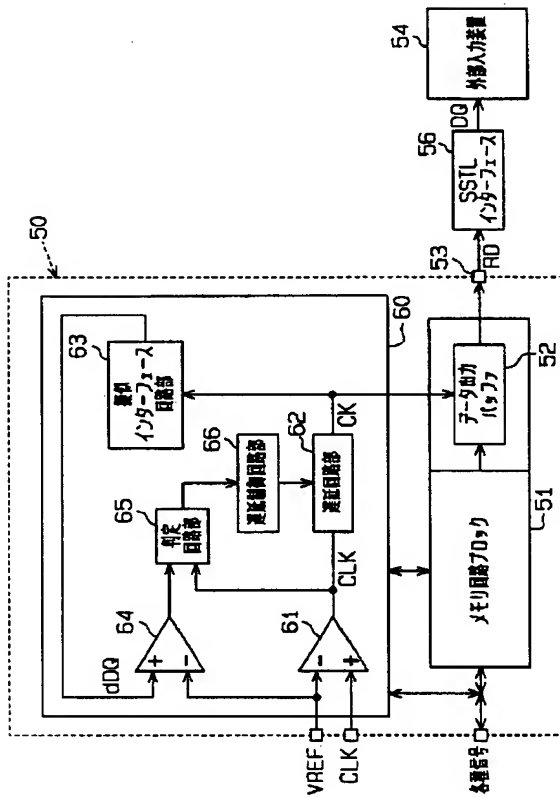 50
54
外部入力装置
DQ
56
SSTL
インターフェース
53
RD
63
擬似
インターフェース
回路部
60
66
遅延制御回路部
62
遅延回路部
CK
52
データ出力
バッファ
65
判定
回路部
CLK
64
dDQ
+
-
61
-
+
51
メモリ回路ブロック
VREF
CLK
各種信号